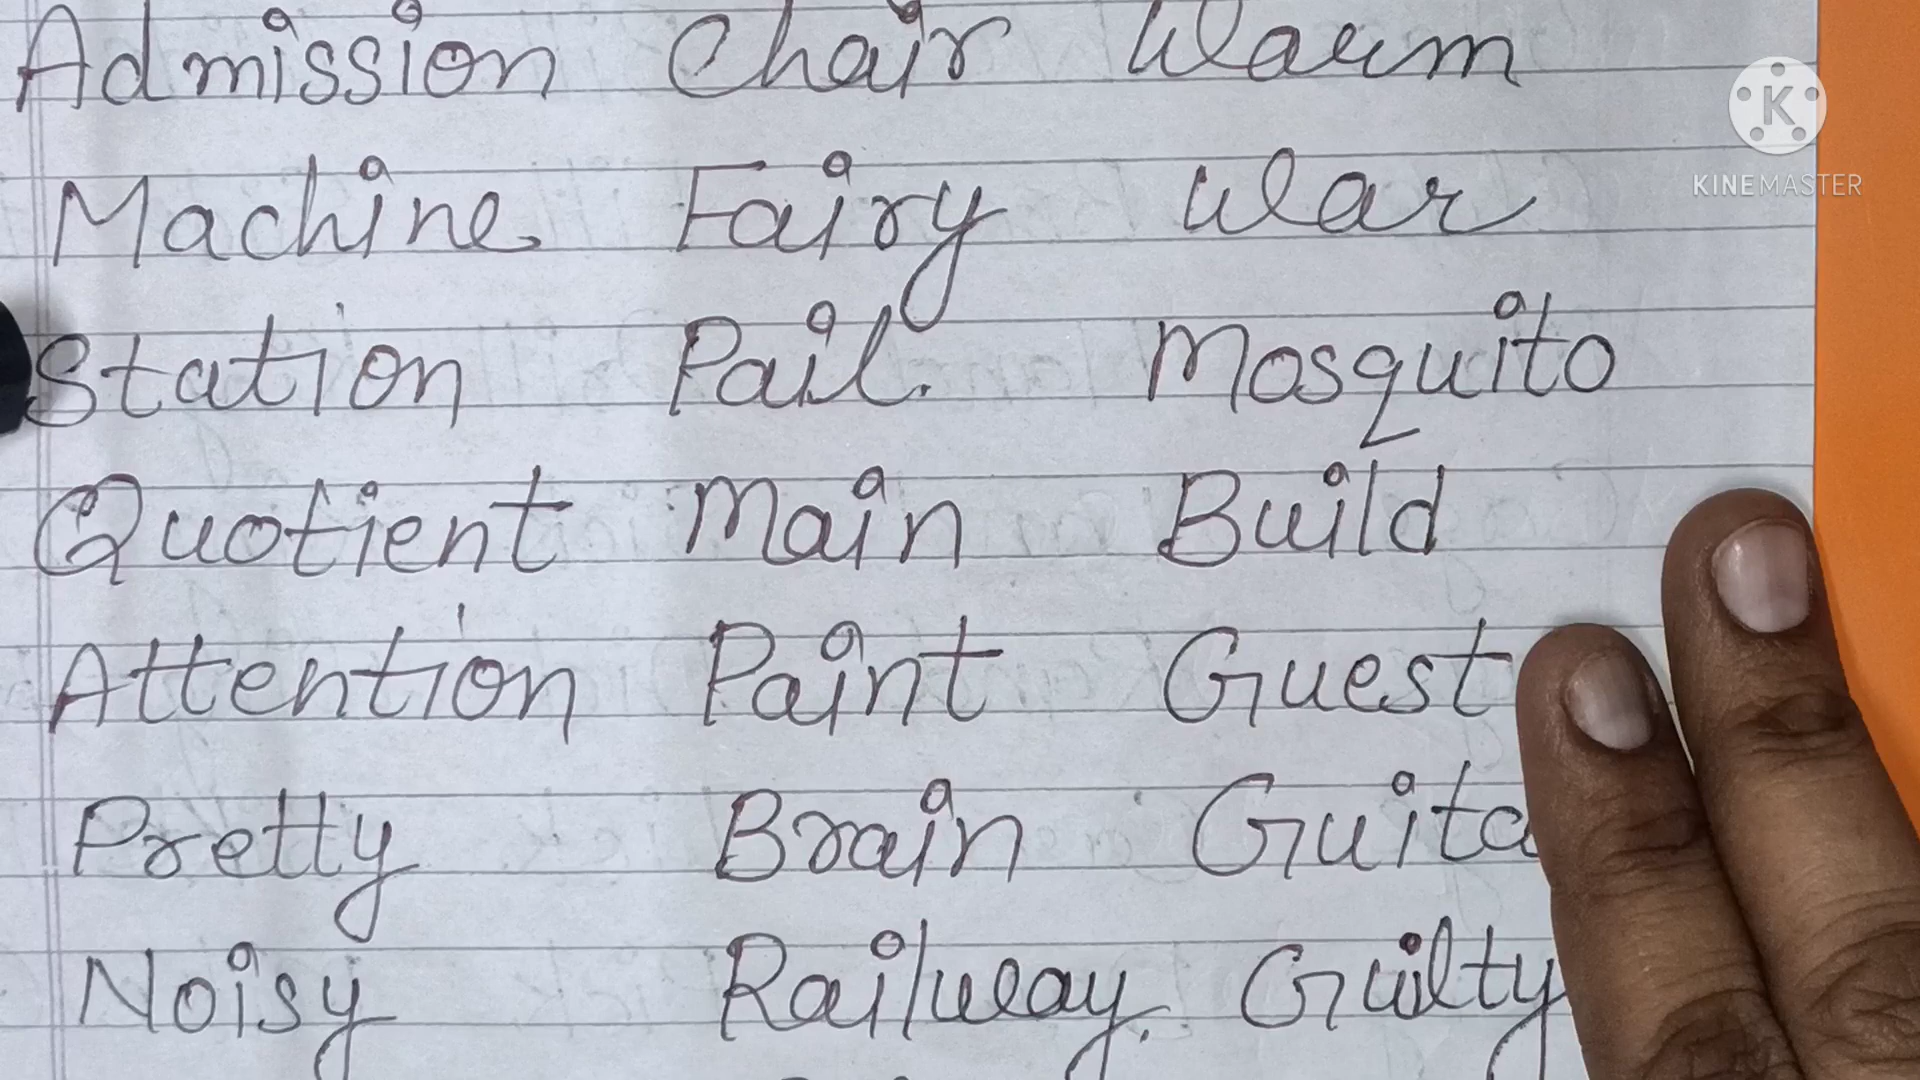 Admission Chair Warm
KINEMASTER
Machine Fairy War
Station Pail. Mosquito
Quotient Main Build
Attention Paint Guest
Pretty Brain Guita
Noisy Railway. Guilty